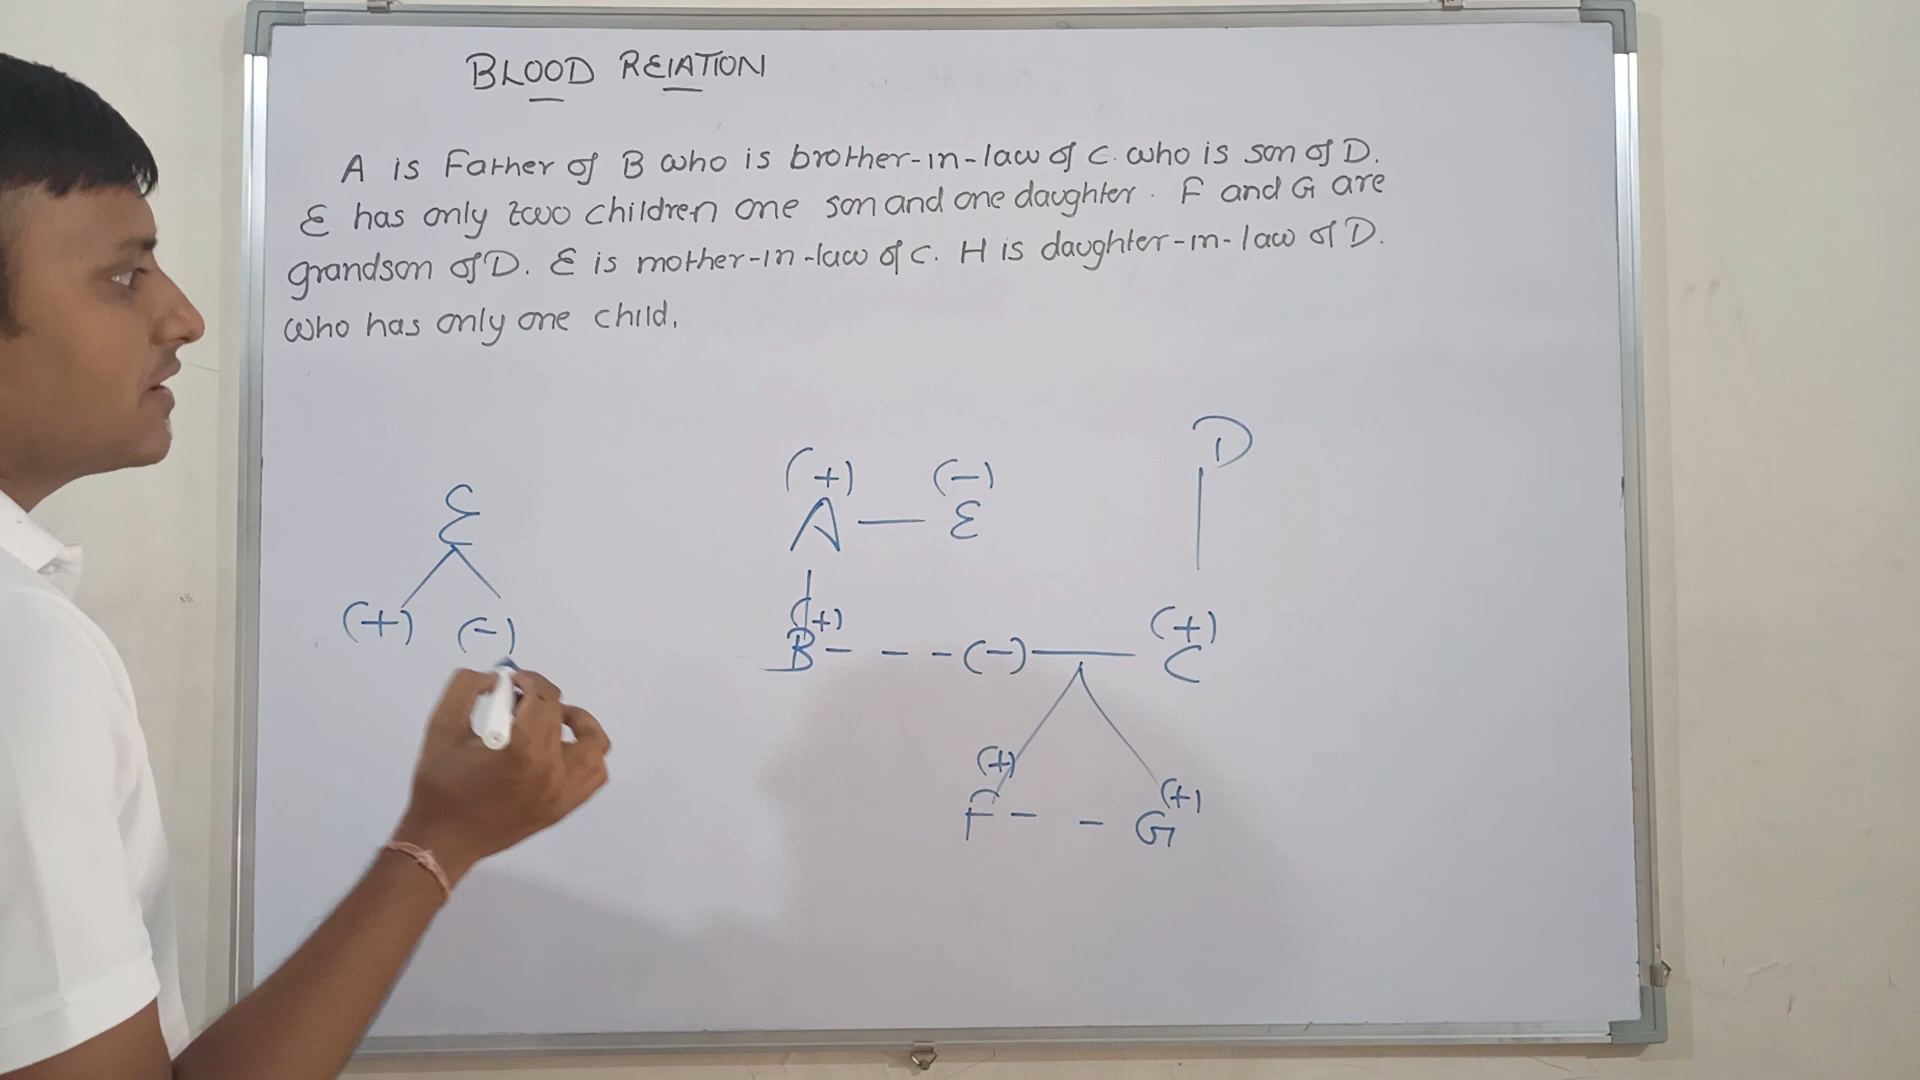 BLOOD RElATION
A is Father of B who is brother-in-law of C. who is son of D.
E has only two children one son and one daughter. F and G are
grandson of D. E is mother-in-law of C. H is daughter-in-law of D.
who has only one child.
D
(+) (-)
A — E
E
(+) (-)
(+) (+)
B - - - (-) — C
(+) (+)
F - - G